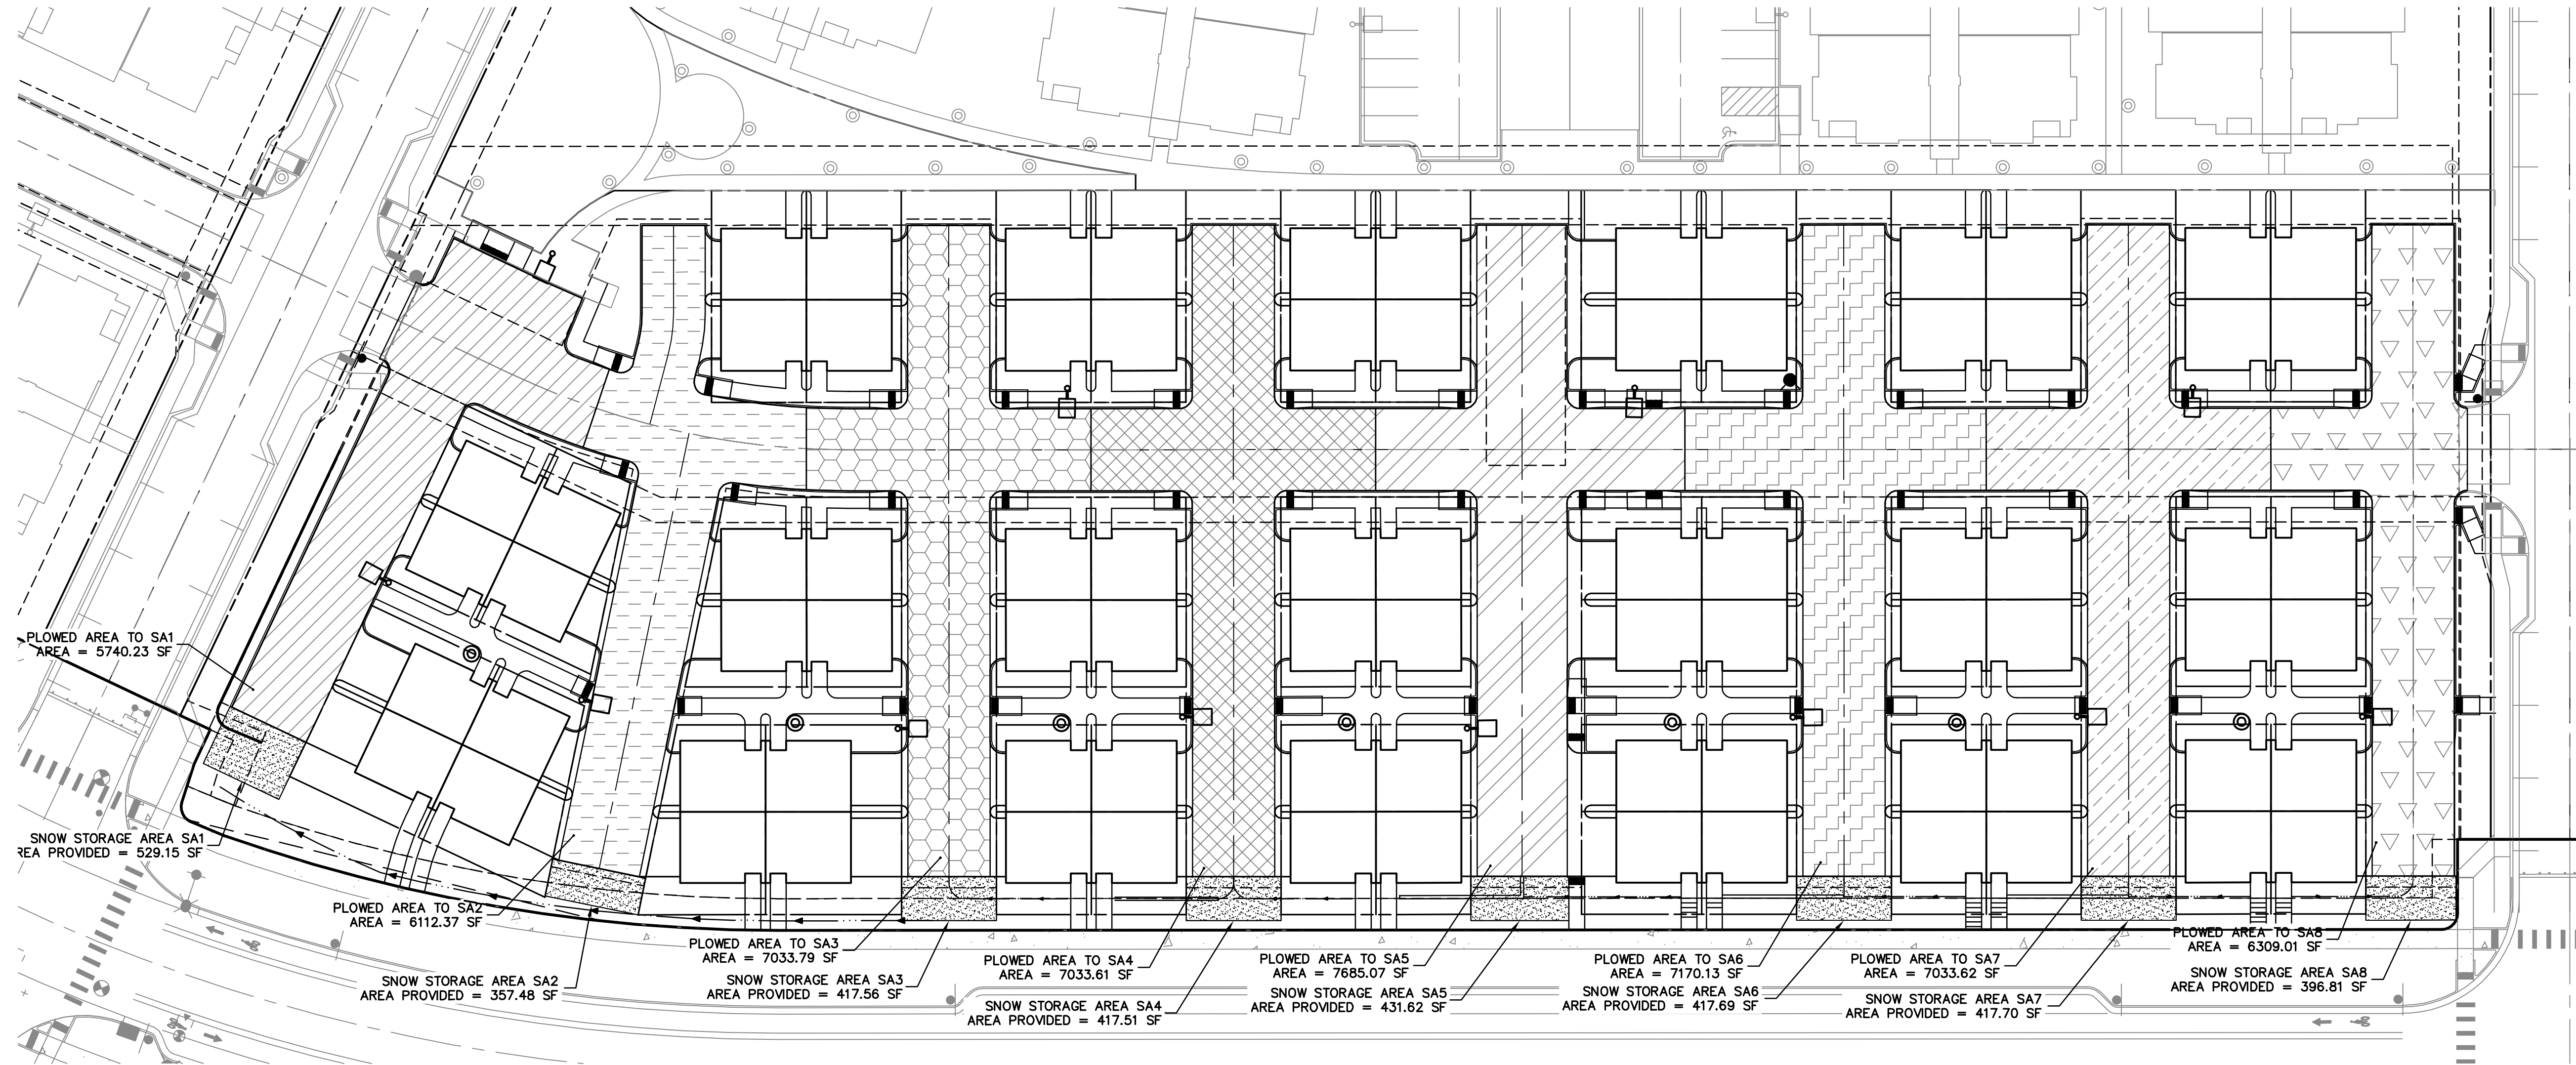 PLOWED AREA TO SA1
AREA = 5740.23 SF
SNOW STORAGE AREA SA1
REA PROVIDED = 529.15 SF
PLOWED AREA TO SA2
AREA = 6112.37 SF
SNOW STORAGE AREA SA2
AREA PROVIDED = 357.48 SF
PLOWED AREA TO SA3
AREA = 7033.79 SF
SNOW STORAGE AREA SA3
AREA PROVIDED = 417.56 SF
PLOWED AREA TO SA4
AREA = 7033.61 SF
SNOW STORAGE AREA SA4
AREA PROVIDED = 417.51 SF
PLOWED AREA TO SA5
AREA = 7685.07 SF
SNOW STORAGE AREA SA5
AREA PROVIDED = 431.62 SF
PLOWED AREA TO SA6
AREA = 7170.13 SF
SNOW STORAGE AREA SA6
AREA PROVIDED = 417.69 SF
PLOWED AREA TO SA7
AREA = 7033.62 SF
SNOW STORAGE AREA SA7
AREA PROVIDED = 417.70 SF
PLOWED AREA TO SA8
AREA = 6309.01 SF
SNOW STORAGE AREA SA8
AREA PROVIDED = 396.81 SF